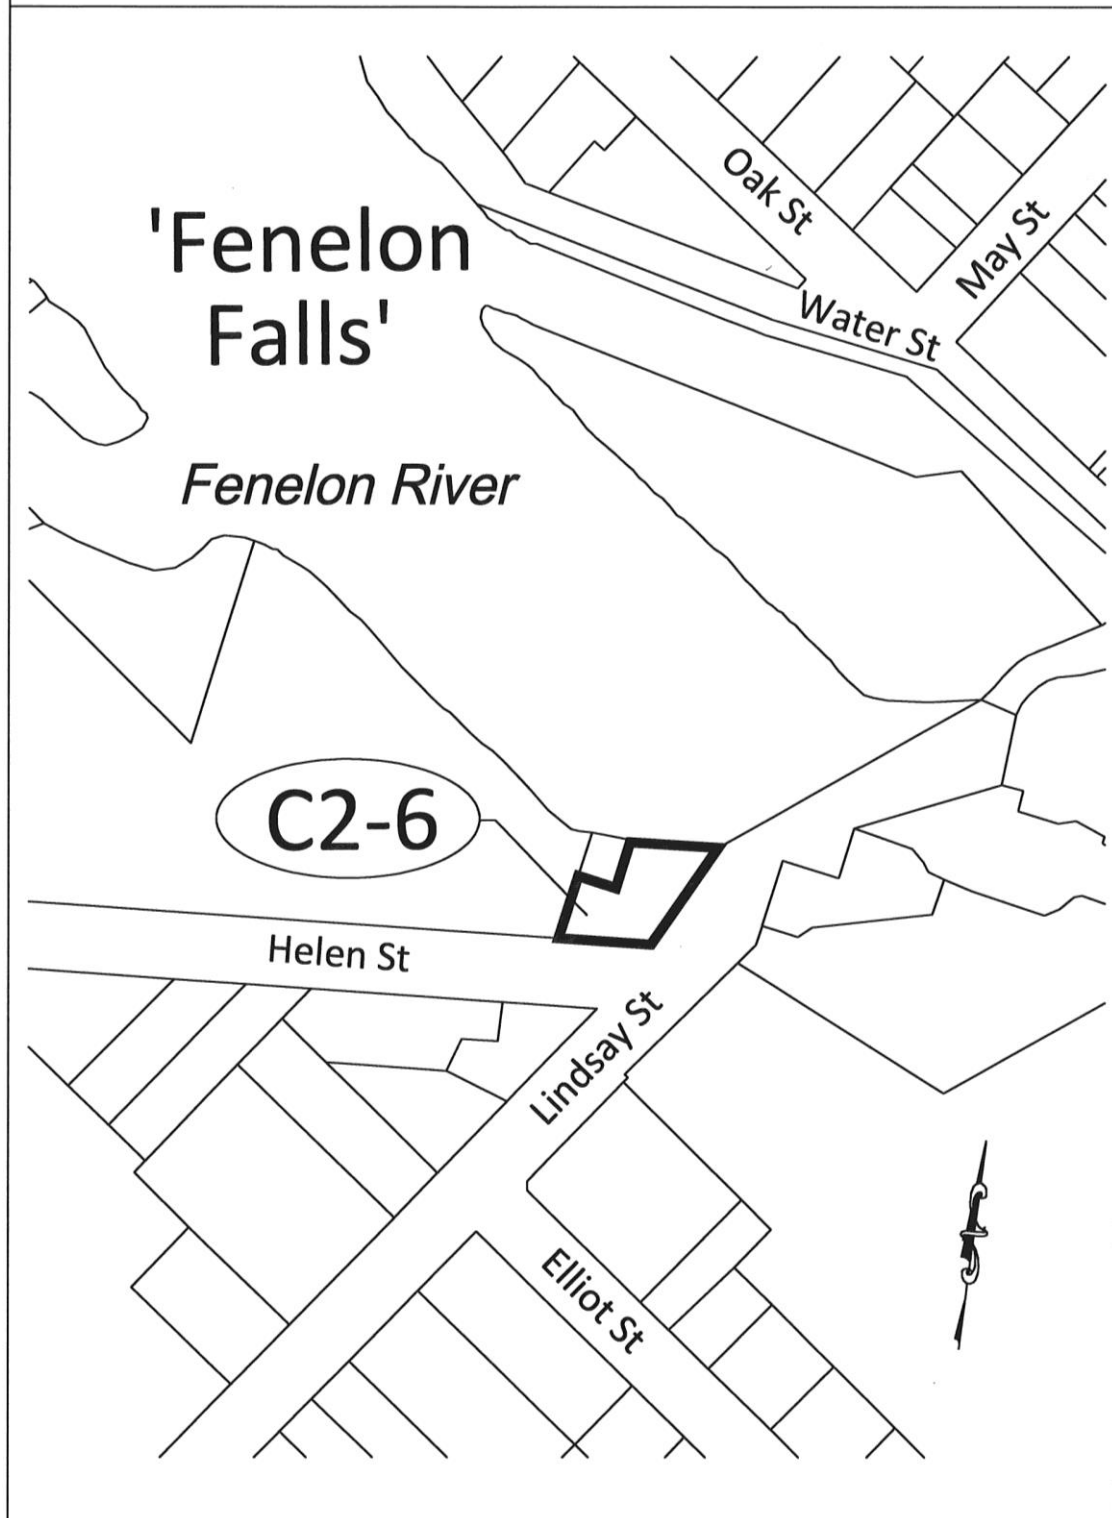 Oak St
May St
'Fenelon
Falls'
Water St
Fenelon River
C2-6
Helen St
Lindsay St
Elliot St